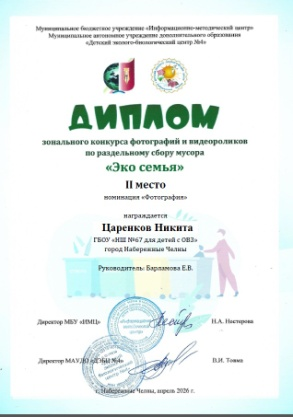 Муниципальное бюджетное учреждение «Информационно-методический центр»
Муниципальное автономное учреждение дополнительного образования
«Детский эколого-биологический центр №4»
ДИПЛОМ
зонального конкурса фотографий и видеороликов
по раздельному сбору мусора
«Эко семья»
II место
номинация «Фотография»
награждается
Царенков Никита
ГБОУ «НШ №67 для детей с ОВЗ»
город Набережные Челны
Руководитель: Барламова Е.В.
Директор МБУ «ИМЦ» Н.А. Нестерова
Директор МАУДО «ДЭБЦ №4»
г. Набережные Челны, апрель 2026 г.